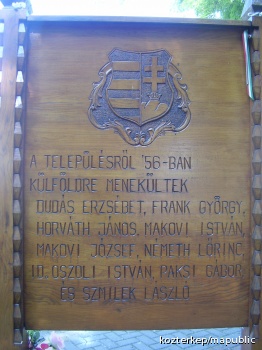 A TELEPÜLÉSRŐL '56-BAN
KÜLFÖLDRE MENEKÜLTEK
DUDÁS ERZSÉBET, FRANK GYÖRGY,
HORVÁTH JÁNOS, MAKOVI ISTVÁN,
MAKOVI JÓZSEF, NÉMETH LŐRINC,
ISTVÁN, PAKSI GÁBOR,
ÉS SZMILEK LÁSZLÓ
kozterkep/mapublic